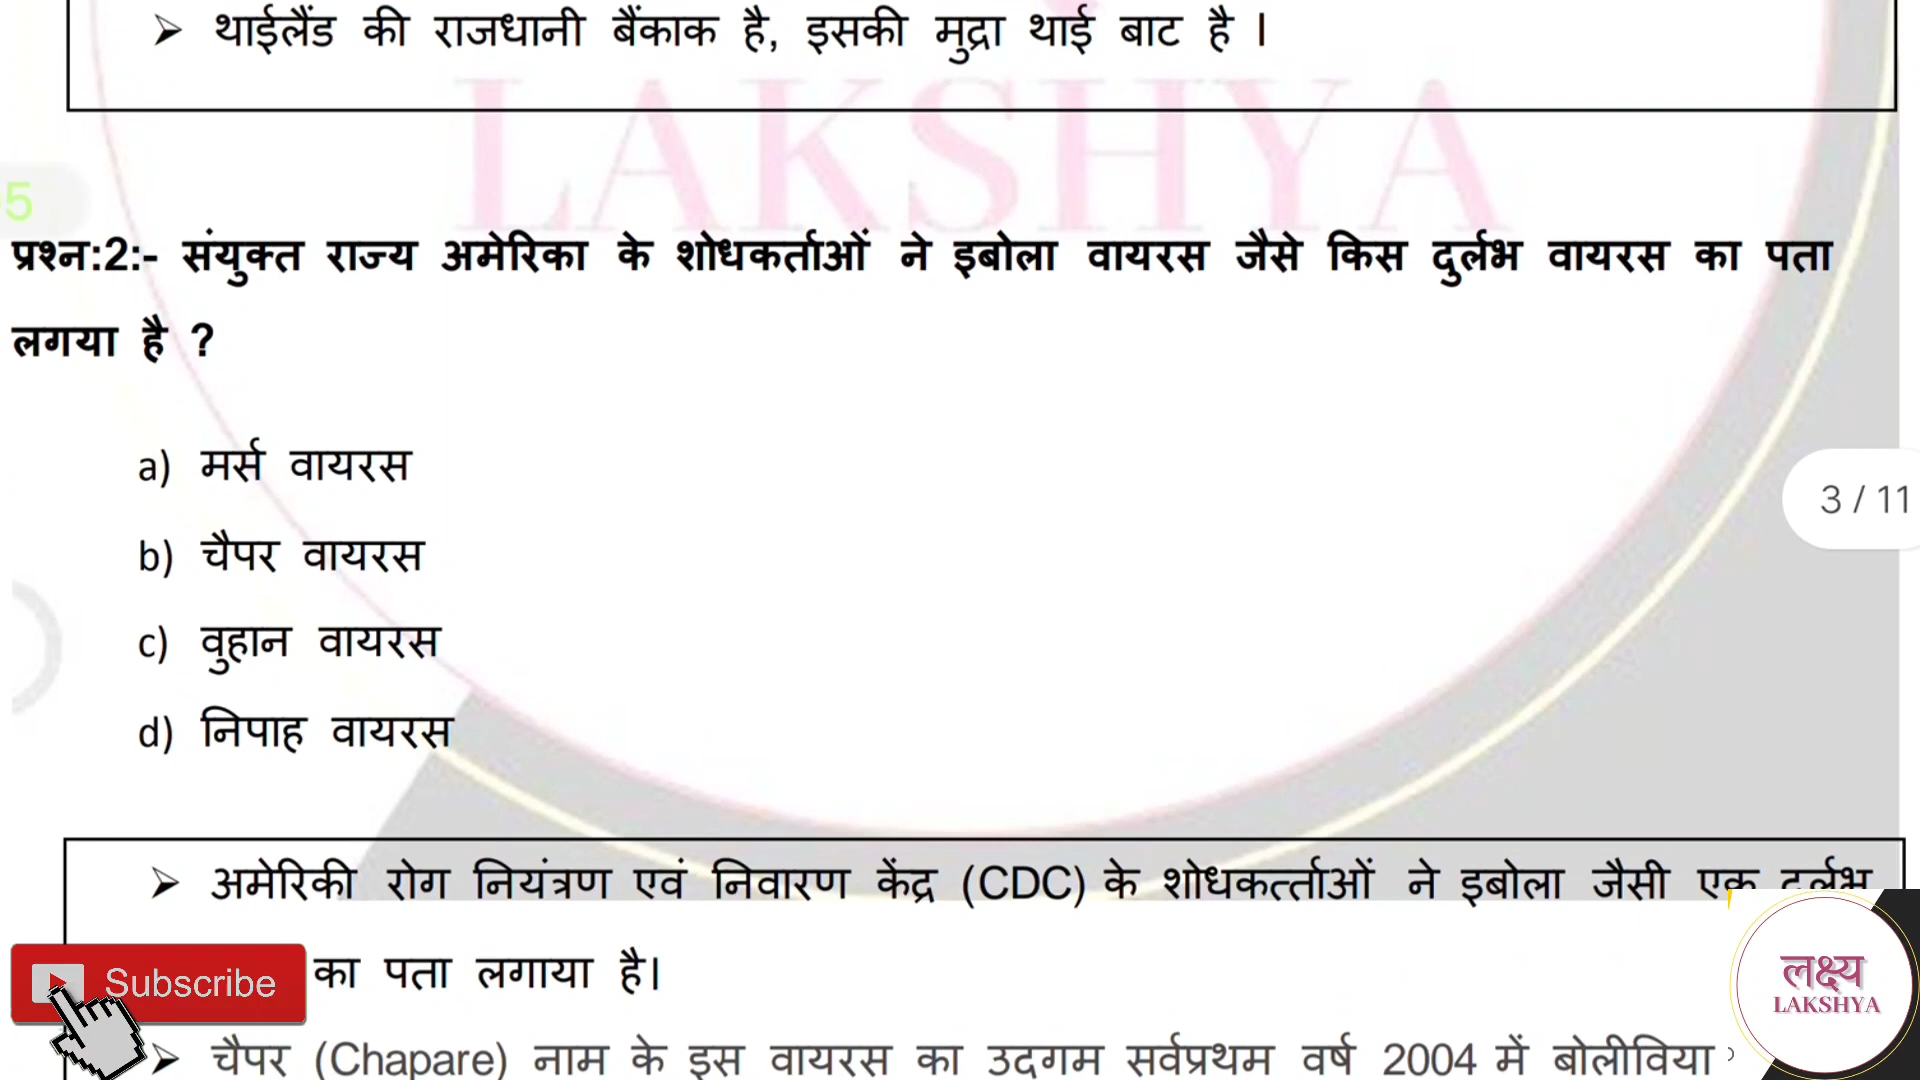 ➢ थाईलैंड की राजधानी बैंकाक है, इसकी मुद्रा थाई बाट है ।
LAKSHYA
5
प्रश्न:2:- संयुक्त राज्य अमेरिका के शोधकर्ताओं ने इबोला वायरस जैसे किस दुर्लभ वायरस का पता
लगया है ?
a) मर्स वायरस
3 / 11
b) चैपर वायरस
c) वुहान वायरस
d) निपाह वायरस
➢ अमेरिकी रोग नियंत्रण एवं निवारण केंद्र (CDC) के शोधकर्त्ताओं ने इबोला जैसी एक दुर्लभ
Subscribe का पता लगाया है।
लक्ष्य
LAKSHYA
➢ चैपर (Chapare) नाम के इस वायरस का उदगम सर्वप्रथम वर्ष 2004 में बोलीविया